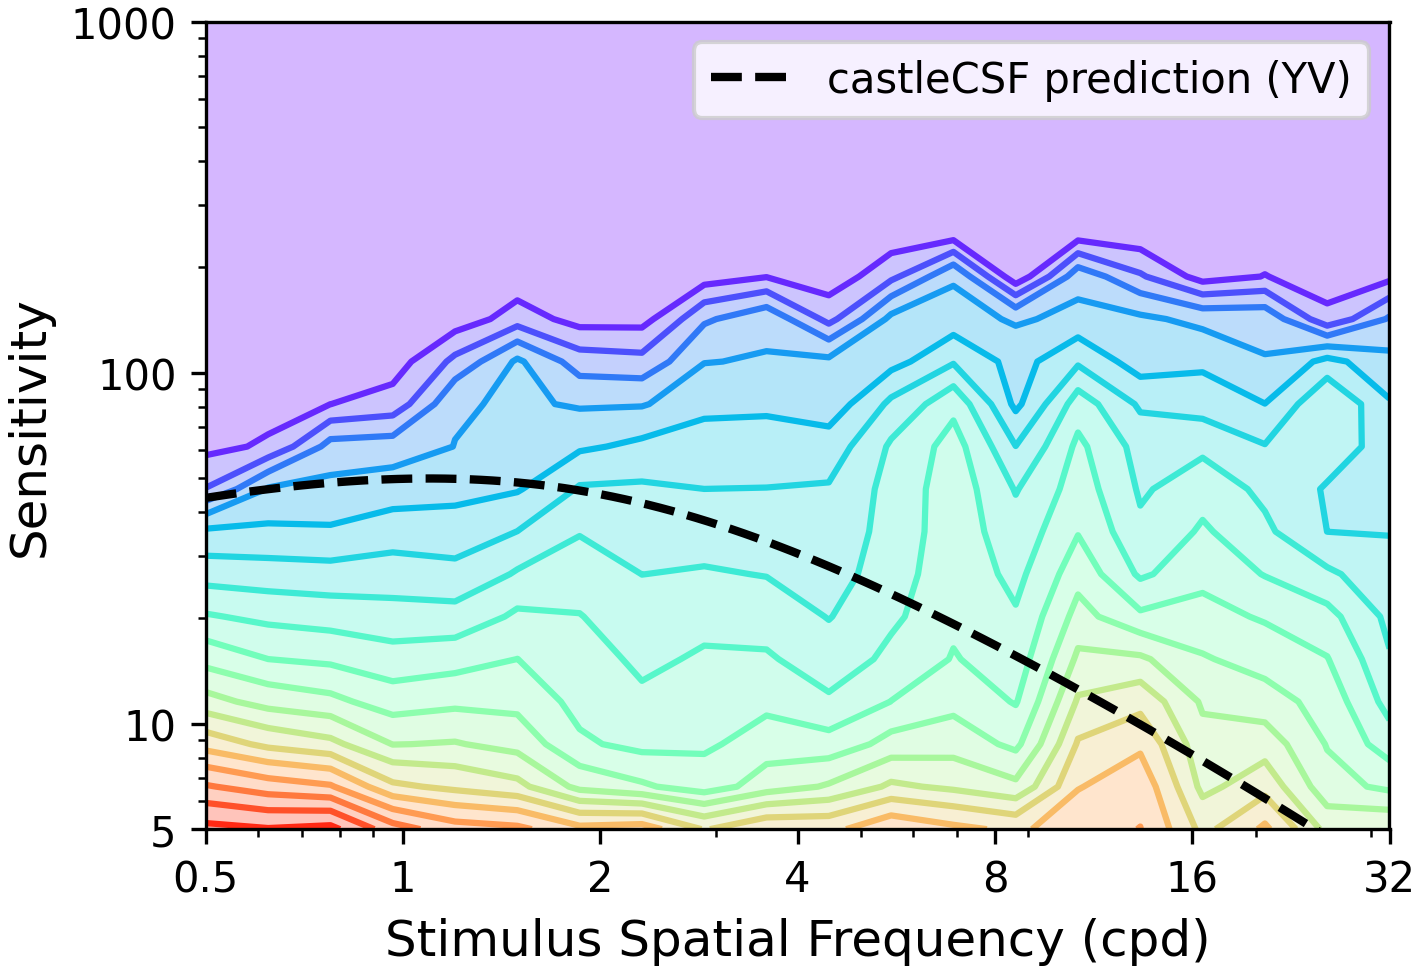 1000
castleCSF prediction (YV)
Sensitivity
100
10
5
0.5 1 2 4 8 16 32
Stimulus Spatial Frequency (cpd)